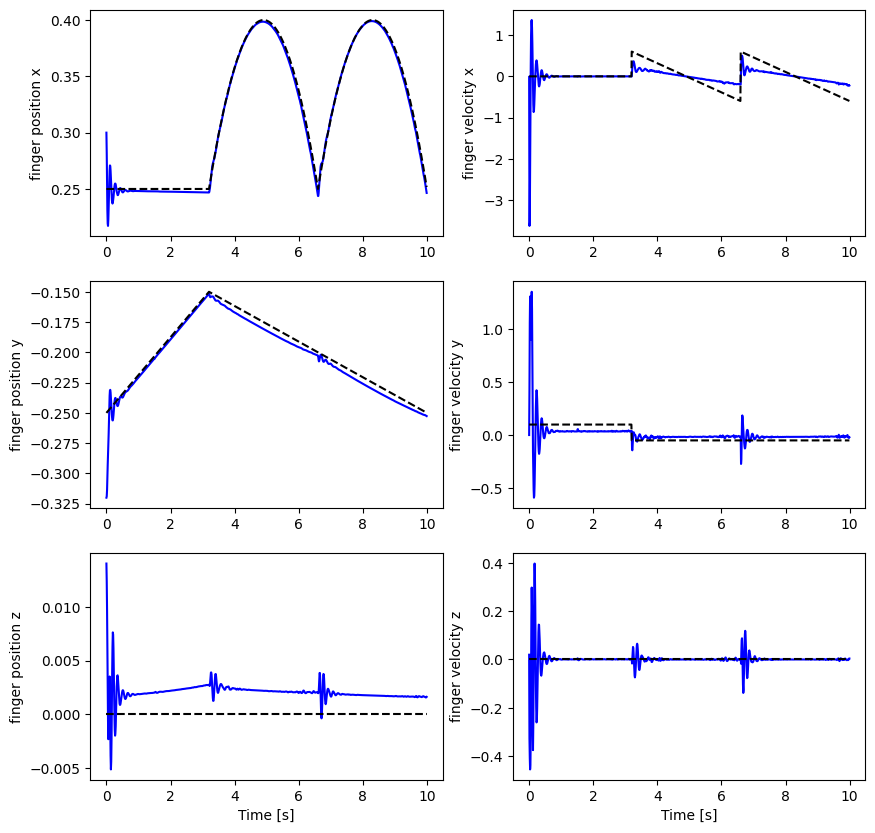 0.40
0.35
0.30
0.25
finger position x
0 2 4 6 8 10
1
0
−1
−2
−3
finger velocity x
0 2 4 6 8 10
−0.150
−0.175
−0.200
−0.225
−0.250
−0.275
−0.300
−0.325
finger position y
0 2 4 6 8 10
1.0
0.5
0.0
−0.5
finger velocity y
0 2 4 6 8 10
0.010
0.005
0.000
−0.005
finger position z
0 2 4 6 8 10
Time [s]
0.4
0.2
0.0
−0.2
−0.4
finger velocity z
0 2 4 6 8 10
Time [s]